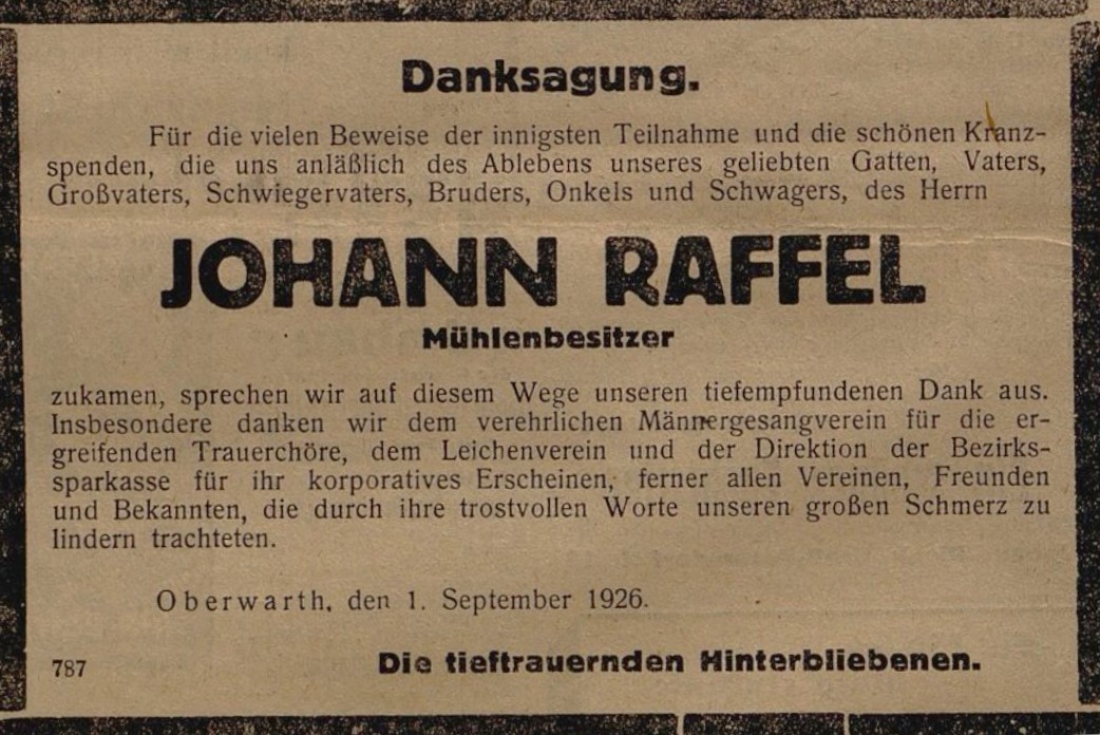 Danksagung.
Für die vielen Beweise der innigsten Teilnahme und die schönen Kranz-
spenden, die uns anläßlich des Ablebens unseres geliebten Gatten, Vaters,
Großvaters, Schwiegervaters, Bruders, Onkels und Schwagers, des Herrn
JOHANN RAFFEL
Mühlenbesitzer
zukamen, sprechen wir auf diesem Wege unseren tiefempfundenen Dank aus.
Insbesondere danken wir dem verehrlichen Männergesangverein für die er-
greifenden Trauerchöre, dem Leichenverein und der Direktion der Bezirks-
sparkasse für ihr korporatives Erscheinen, ferner allen Vereinen, Freunden
und Bekannten, die durch ihre trostvollen Worte unseren großen Schmerz zu
lindern trachteten.
Oberwarth, den 1. September 1926.
787 Die tieftrauernden Hinterbliebenen.